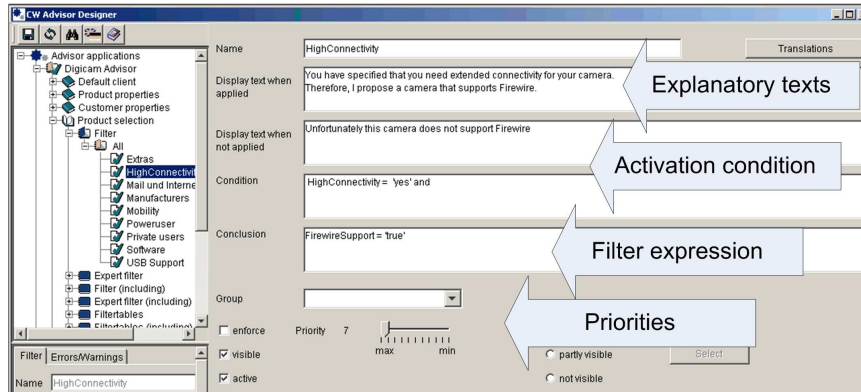 CW Advisor Designer
Advisor applications
Digicam Advisor
Default client
Product properties
Customer properties
Product selection
Filter
All
Extras
HighConnectivit
Mail und Interne
Manufacturers
Mobility
Poweruser
Private users
Software
USB Support
Expert filter
Filter (including)
Expert filter (including)
Filtertables
Filtertables (including)
Filter Errors/Warnings
Name HighConnectivity
Name HighConnectivity Translations
Display text when applied
You have specified that you need extended connectivity for your camera.
Therefore, I propose a camera that supports Firewire.
Explanatory texts
Display text when not applied
Unfortunately this camera does not support Firewire
Activation condition
Condition HighConnectivity = 'yes' and
Conclusion FirewireSupport = 'true'
Filter expression
Group
Priorities
enforce Priority 7 max min
visible partly visible Select
active not visible